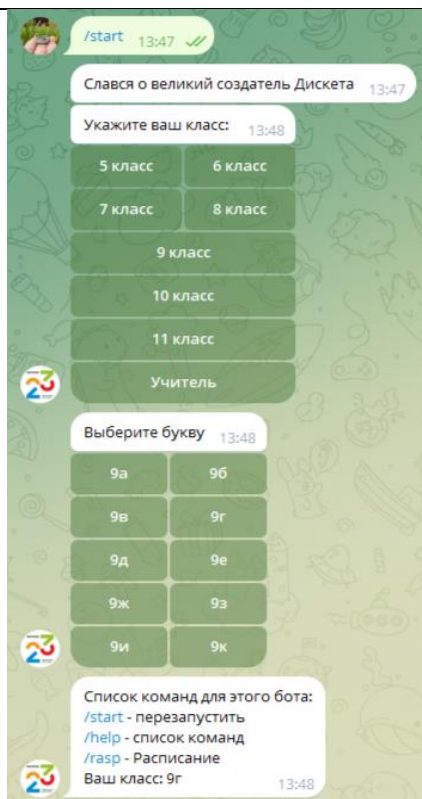 /start 13:47
Слався о великий создатель Дискета 13:47
Укажите ваш класс: 13:48
5 класс 6 класс
7 класс 8 класс
9 класс
10 класс
11 класс
Учитель
23
Выберите букву 13:48
9а 9б
9в 9г
9д 9е
9ж 9з
9и 9к
23
Список команд для этого бота:
/start - перезапустить
/help - список команд
/rasp - Расписание
Ваш класс: 9г 13:48
23